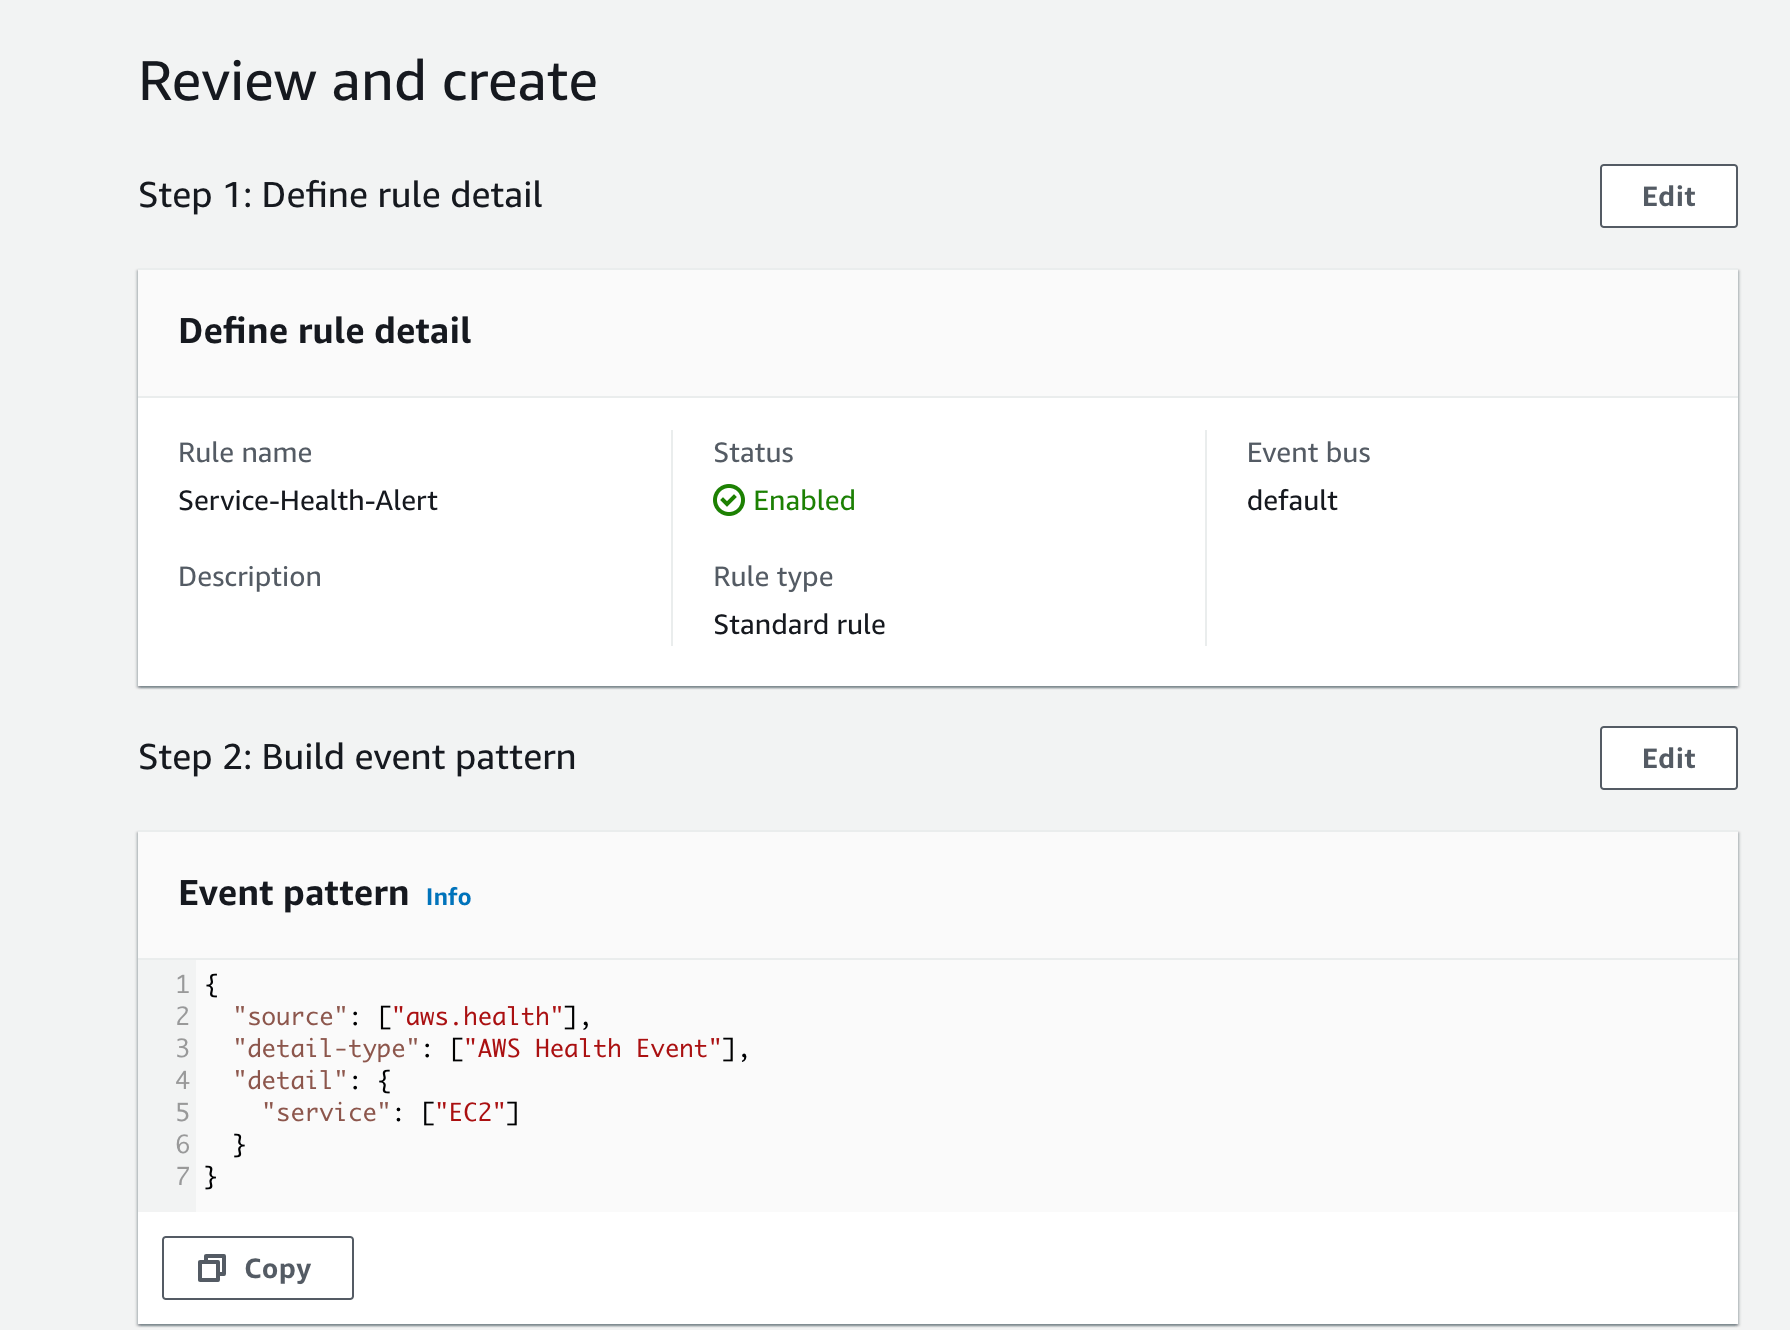 Review and create
Step 1: Define rule detail
Edit
Define rule detail
Rule name
Service-Health-Alert
Description
Status
Enabled
Rule type
Standard rule
Event bus
default
Step 2: Build event pattern
Edit
Event pattern Info
1 {
2   "source": ["aws.health"],
3   "detail-type": ["AWS Health Event"],
4   "detail": {
5     "service": ["EC2"]
6   }
7 }
Copy